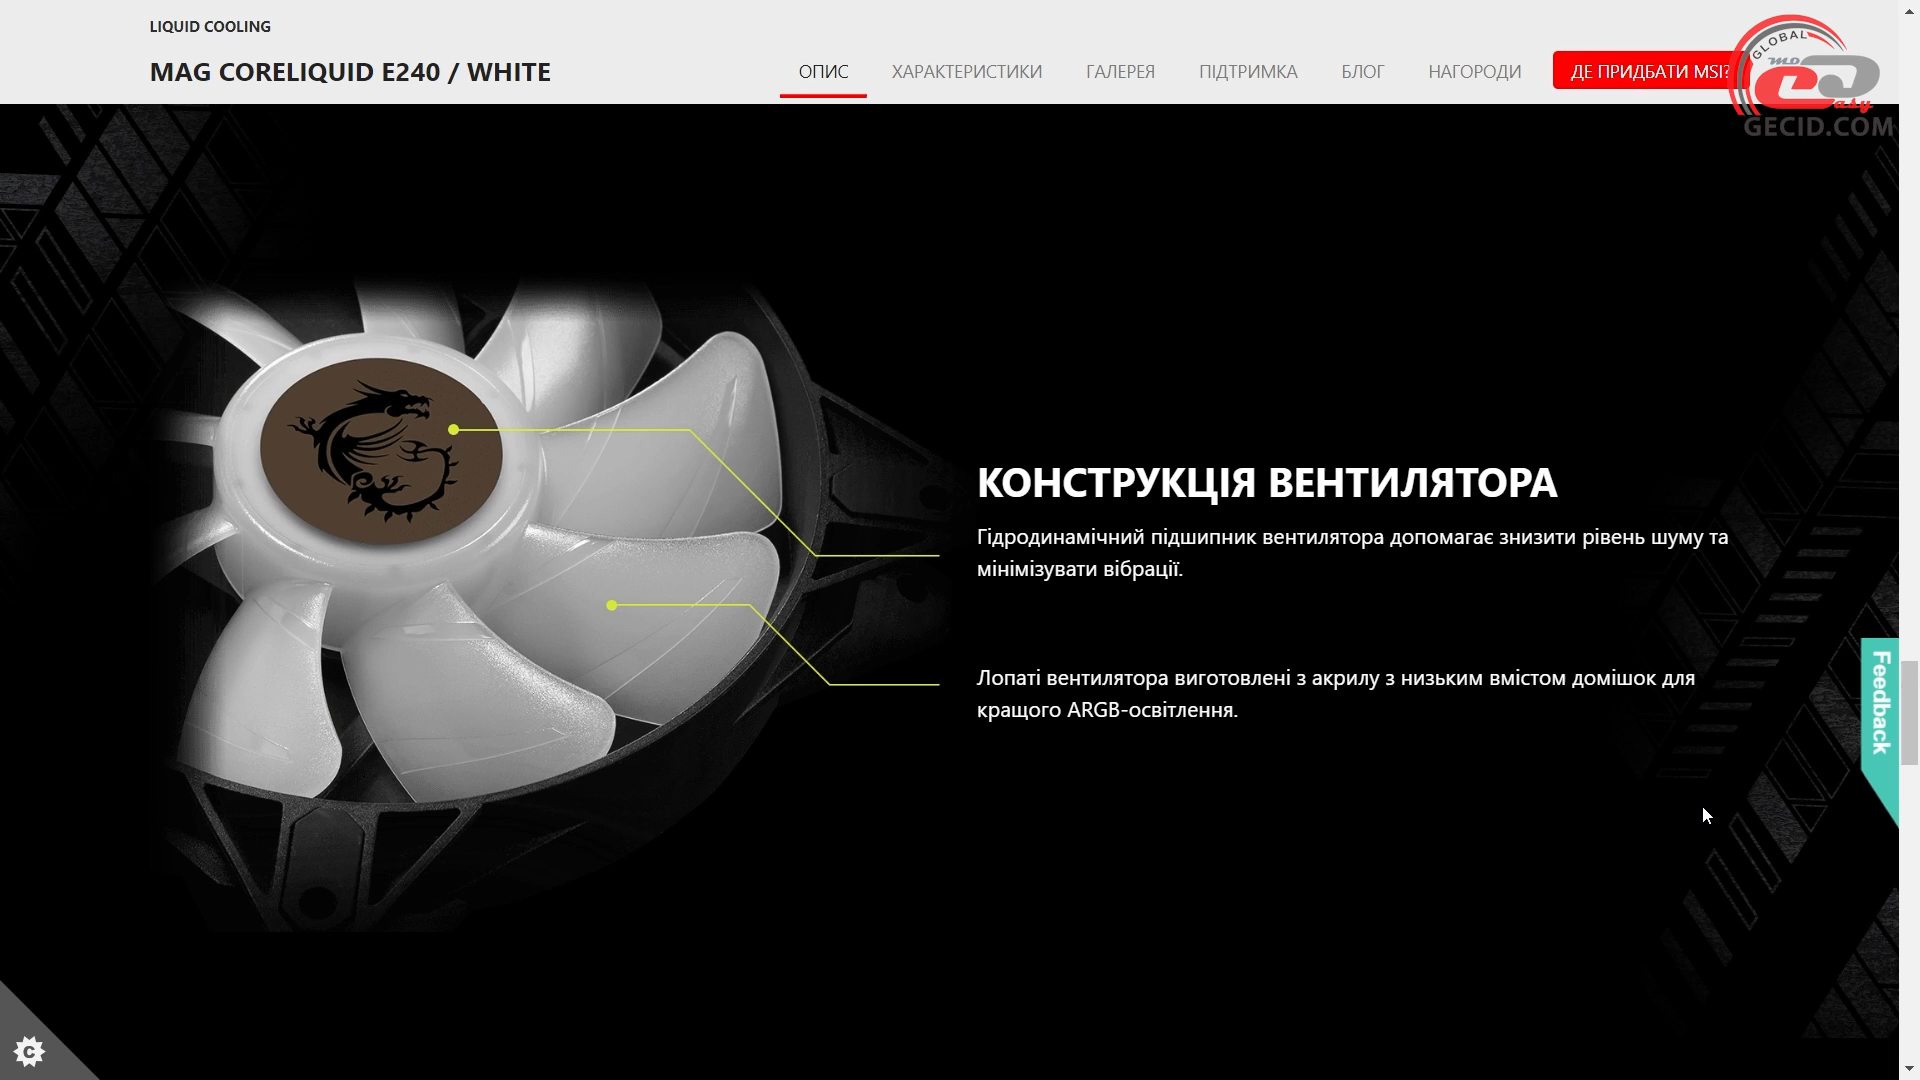 LIQUID COOLING
MAG CORELIQUID E240 / WHITE
ОПИС
ХАРАКТЕРИСТИКИ
ГАЛЕРЕЯ
ПІДТРИМКА
БЛОГ
НАГОРОДИ
ДЕ ПРИДБАТИ MSI?
GLOBAL
easy
GECID.COM
КОНСТРУКЦІЯ ВЕНТИЛЯТОРА
Гідродинамічний підшипник вентилятора допомагає знизити рівень шуму та
мінімізувати вібрації.
Лопаті вентилятора виготовлені з акрилу з низьким вмістом домішок для
кращого ARGB-освітлення.
Feedback